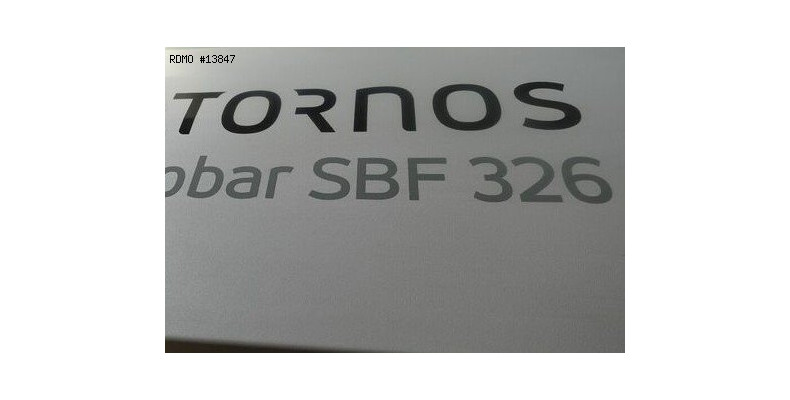 RDMO #13847
TORNOS
obar SBF 326